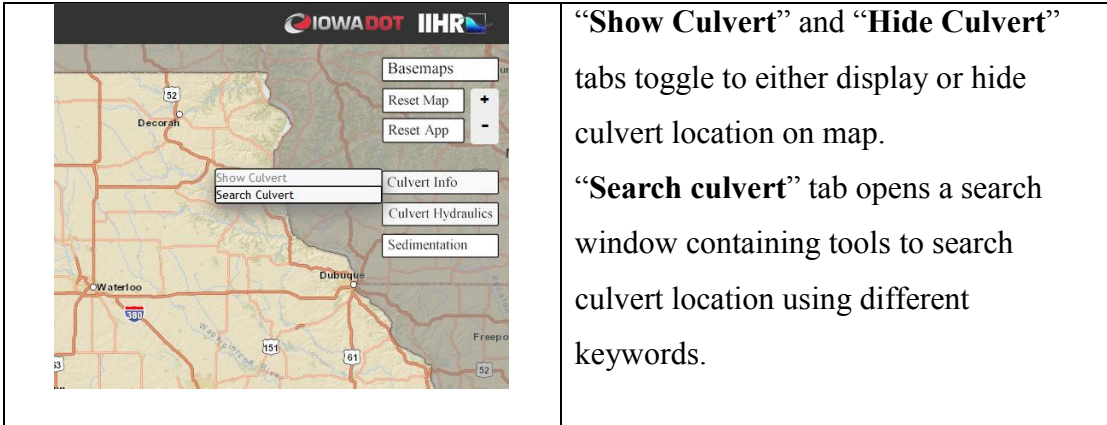 IOWADOT IIHR
Basemaps
52
Reset Map +
Decorah
Reset App -
Show Culvert
Search Culvert
Culvert Info
Culvert Hydraulics
Sedimentation
Dubuque
Waterloo
380
Wapsipinicon River
Freepo
151
61
52
“Show Culvert” and “Hide Culvert”
tabs toggle to either display or hide
culvert location on map.
“Search culvert” tab opens a search
window containing tools to search
culvert location using different
keywords.